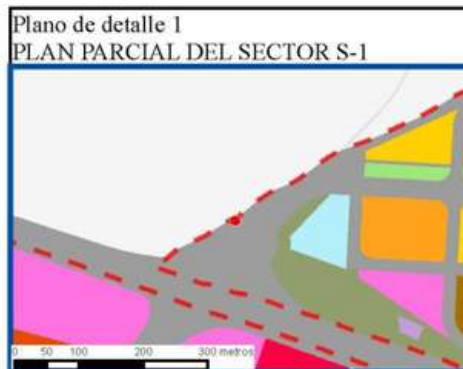 Plano de detalle 1
PLAN PARCIAL DEL SECTOR S-1
0 50 100 200 300 metros